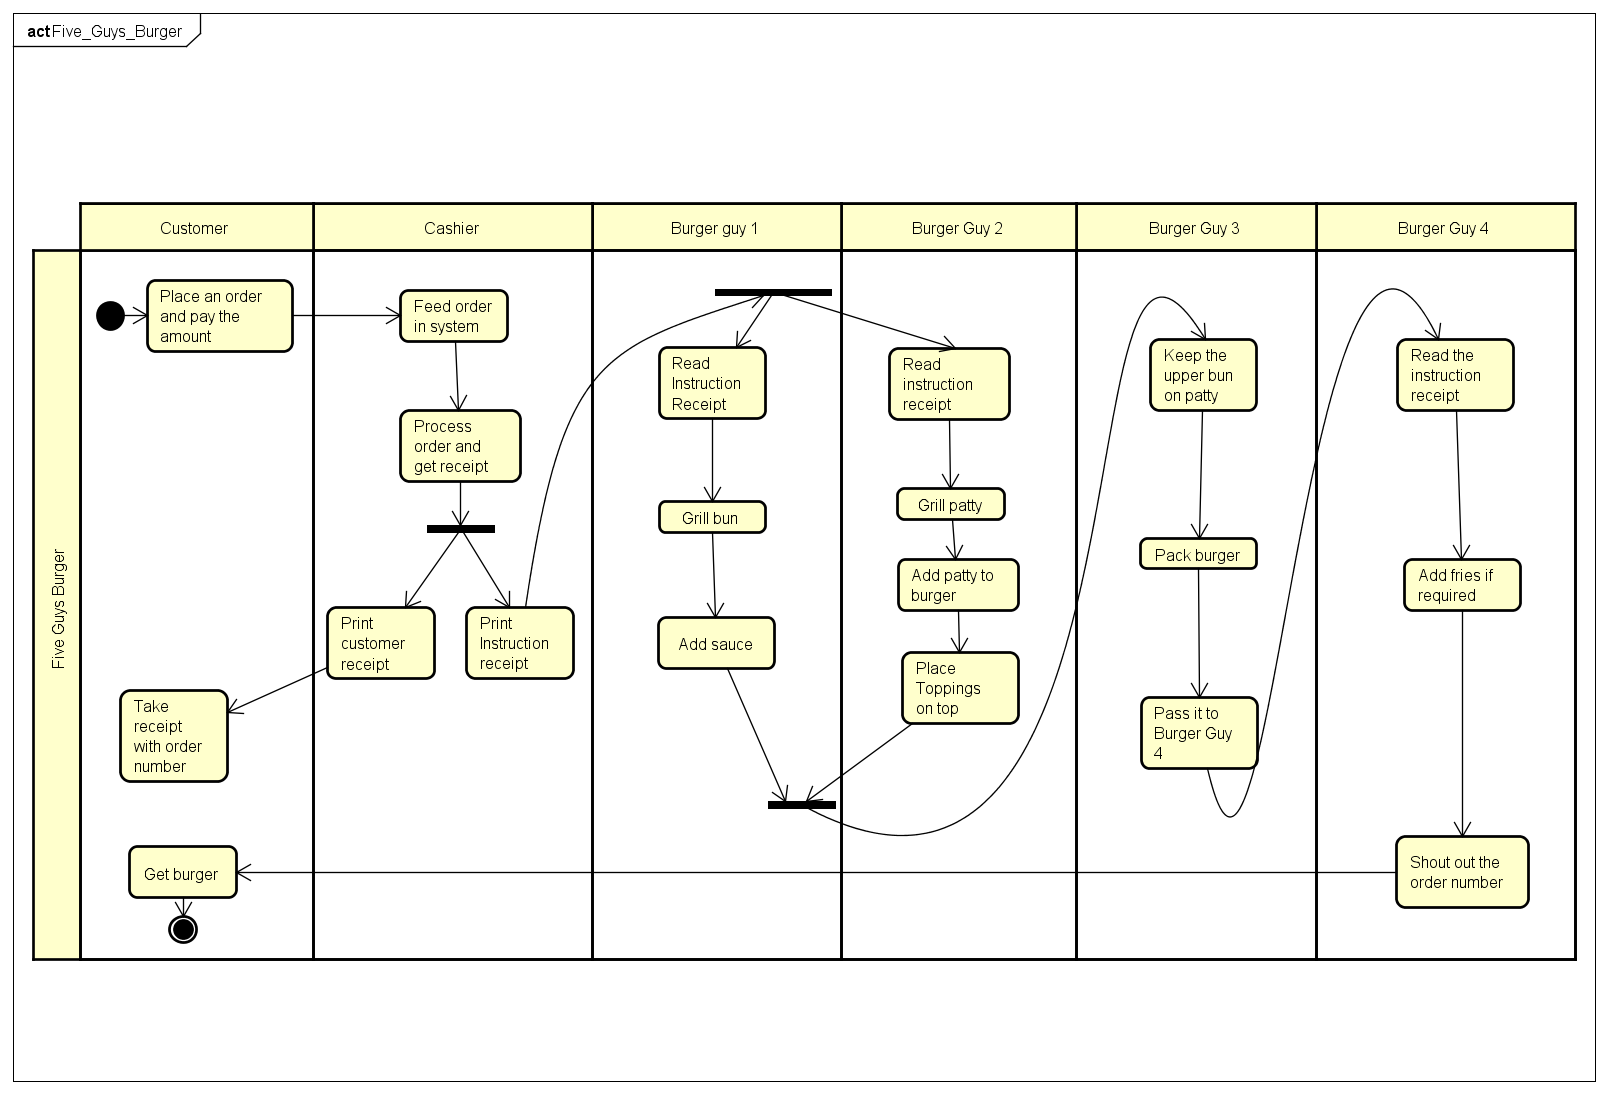 act Five_Guys_Burger
Customer
Cashier
Burger guy 1
Burger Guy 2
Burger Guy 3
Burger Guy 4
Five Guys Burger
Place an order
and pay the
amount
Take
receipt
with order
number
Get burger
Feed order
in system
Process
order and
get receipt
Print
customer
receipt
Print
Instruction
receipt
Read
Instruction
Receipt
Grill bun
Add sauce
Read
instruction
receipt
Grill patty
Add patty to
burger
Place
Toppings
on top
Keep the
upper bun
on patty
Pack burger
Pass it to
Burger Guy
4
Read the
instruction
receipt
Add fries if
required
Shout out the
order number